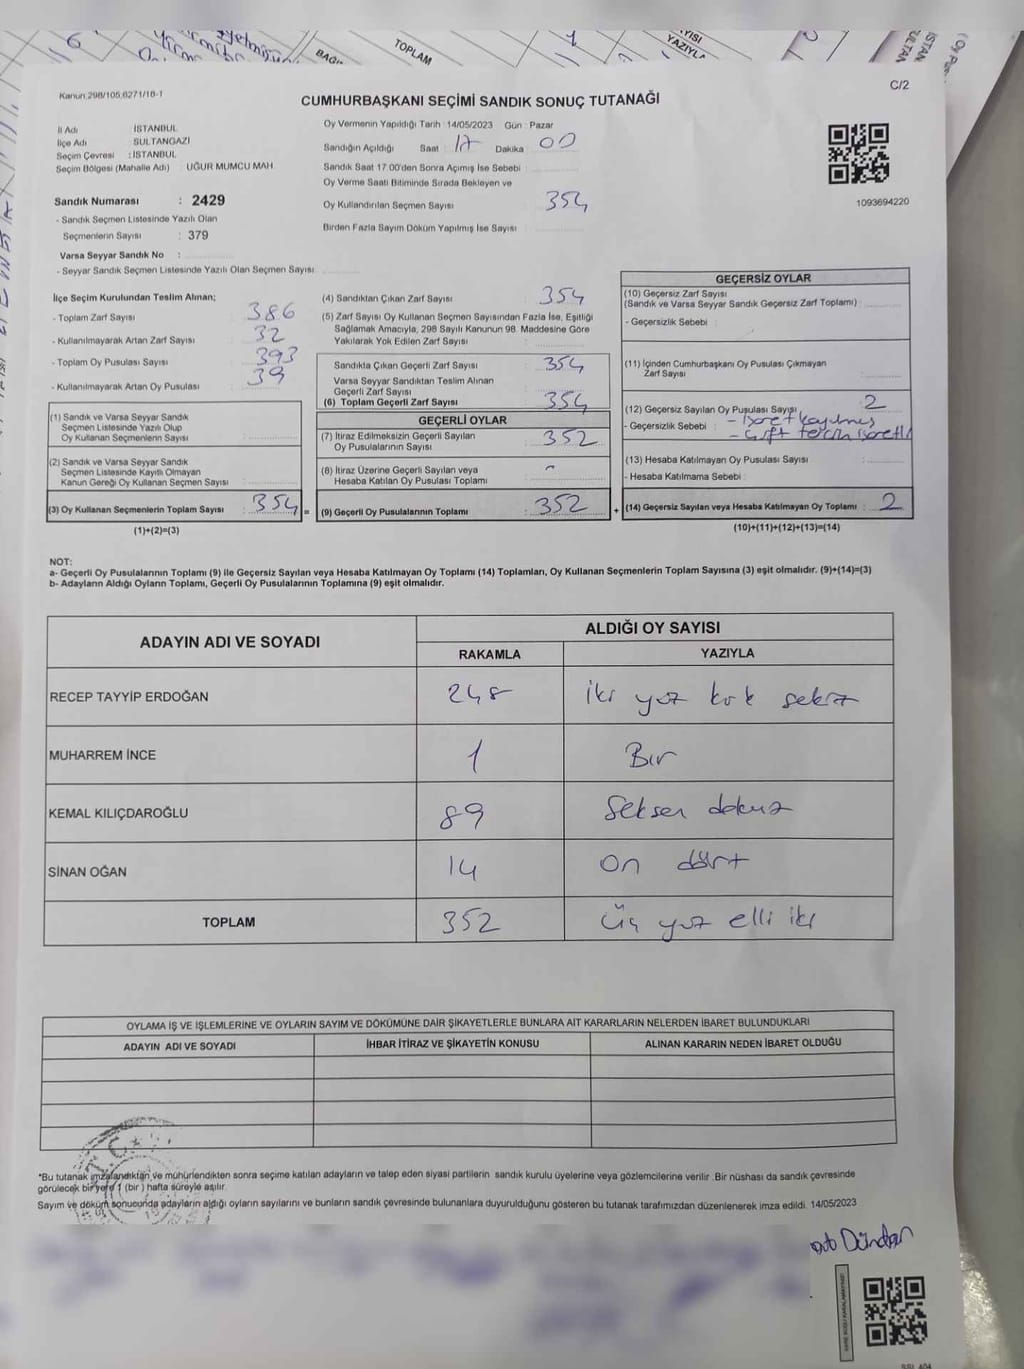 TOPLAM
YAZIYLA
C/2
Kanun 298/105,6271/16-1
CUMHURBAŞKANI SEÇİMİ SANDIK SONUÇ TUTANAĞI
İl Adı İSTANBUL
İlçe Adı SULTANGAZİ
Seçim Çevresi : İSTANBUL
Seçim Bölgesi (Mahalle Adı) UĞUR MUMCU MAH.
Oy Vermenin Yapıldığı Tarih : 14/05/2023 Gün : Pazar
Sandığın Açıldığı Saat : 17 Dakika : 00
Sandık Saat 17.00'den Sonra Açılmış İse Sebebi :
Oy Verme Saati Bitiminde Sırada Bekleyen ve
Oy Kullandırılan Seçmen Sayısı 354
Birden Fazla Sayım Döküm Yapılmış İse Sayısı :
1093694220
Sandık Numarası : 2429
- Sandık Seçmen Listesinde Yazılı Olan
Seçmenlerin Sayısı : 379
Varsa Seyyar Sandık No :
- Seyyar Sandık Seçmen Listesinde Yazılı Olan Seçmen Sayısı:
İlçe Seçim Kurulundan Teslim Alınan;
- Toplam Zarf Sayısı : 386
- Kullanılmayarak Artan Zarf Sayısı : 32
- Toplam Oy Pusulası Sayısı : 393
- Kullanılmayarak Artan Oy Pusulası : 39
(1) Sandık ve Varsa Seyyar Sandık
Seçmen Listesinde Yazılı Olup
Oy Kullanan Seçmenlerin Sayısı :
(2) Sandık ve Varsa Seyyar Sandık
Seçmen Listesinde Kayıtlı Olmayan
Kanun Gereği Oy Kullanan Seçmen Sayısı :
(3) Oy Kullanan Seçmenlerin Toplam Sayısı : 354 =
(1)+(2)=(3)
(4) Sandıktan Çıkan Zarf Sayısı : 354
(5) Zarf Sayısı Oy Kullanan Seçmen Sayısından Fazla İse, Eşitliği
Sağlamak Amacıyla, 298 Sayılı Kanunun 98. Maddesine Göre
Yakılarak Yok Edilen Zarf Sayısı :
Sandıkta Çıkan Geçerli Zarf Sayısı : 354
Varsa Seyyar Sandıktan Teslim Alınan
Geçerli Zarf Sayısı :
(6) Toplam Geçerli Zarf Sayısı : 354
GEÇERLİ OYLAR
(7) İtiraz Edilmeksizin Geçerli Sayılan
Oy Pusulalarının Sayısı : 352
(8) İtiraz Üzerine Geçerli Sayılan veya
Hesaba Katılan Oy Pusulası Toplamı : -
(9) Geçerli Oy Pusulalarının Toplamı : 352 +
GEÇERSİZ OYLAR
(10) Geçersiz Zarf Sayısı
(Sandık ve Varsa Seyyar Sandık Geçersiz Zarf Toplamı) :
- Geçersizlik Sebebi :
(11) İçinden Cumhurbaşkanı Oy Pusulası Çıkmayan
Zarf Sayısı :
(12) Geçersiz Sayılan Oy Pusulası Sayısı : 2
- Geçersizlik Sebebi : - işaret kaymış
- çift tercih işaretli
(13) Hesaba Katılmayan Oy Pusulası Sayısı :
- Hesaba Katılmama Sebebi :
(14) Geçersiz Sayılan veya Hesaba Katılmayan Oy Toplamı : 2
(10)+(11)+(12)+(13)=(14)
NOT:
a- Geçerli Oy Pusulalarının Toplamı (9) ile Geçersiz Sayılan veya Hesaba Katılmayan Oy Toplamı (14) Toplamları, Oy Kullanan Seçmenlerin Toplam Sayısına (3) eşit olmalıdır. (9)+(14)=(3)
b- Adayların Aldığı Oyların Toplamı, Geçerli Oy Pusulalarının Toplamına (9) eşit olmalıdır.
ADAYIN ADI VE SOYADI
ALDIĞI OY SAYISI
RAKAMLA YAZIYLA
RECEP TAYYİP ERDOĞAN 248 iki yüz kırk sekiz
MUHARREM İNCE 1 Bir
KEMAL KILIÇDAROĞLU 89 Seksen dokuz
SİNAN OĞAN 14 on dört
TOPLAM 352 üç yüz elli iki
OYLAMA İŞ VE İŞLEMLERİNE VE OYLARIN SAYIM VE DÖKÜMÜNE DAİR ŞİKAYETLERLE BUNLARA AİT KARARLARIN NELERDEN İBARET BULUNDUKLARI
ADAYIN ADI VE SOYADI İHBAR İTİRAZ VE ŞİKAYETİN KONUSU ALINAN KARARIN NEDEN İBARET OLDUĞU
*Bu tutanak imzalandıktan ve mühürlendikten sonra seçime katılan adayların ve talep eden siyasi partilerin sandık kurulu üyelerine veya gözlemcilerine verilir. Bir nüshası da sandık çevresinde
görülecek bir yere 1 (bir) hafta süreyle asılır.
Sayım ve döküm sonucunda adayların aldığı oyların sayılarını ve bunların sandık çevresinde bulunanlara duyurulduğunu gösteren bu tutanak tarafımızdan düzenlenerek imza edildi. 14/05/2023
Dündar